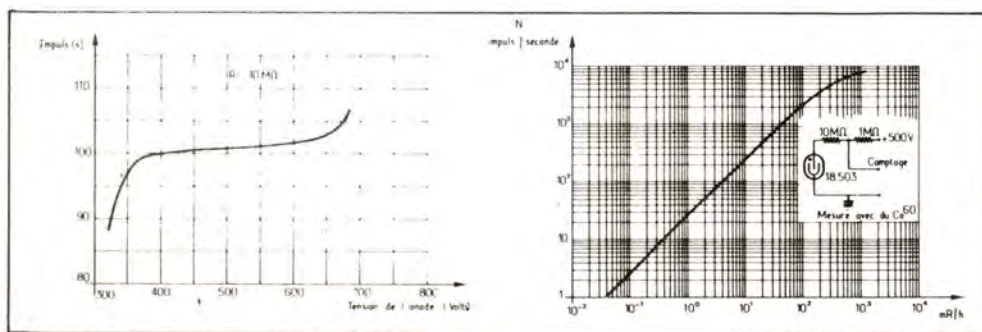 Impuls (%)
110
100
90
80
300
400
500
600
700
800
Tension de l anode (Volts)
R = 10 MΩ
N
impuls / seconde
10⁴
10³
10²
10
1
10⁻²
10⁻¹
10⁰
10¹
10²
10³
10⁴
mR/h
10MΩ
1MΩ
+500V
Comptage
18.503
Mesure avec du Co⁶⁰